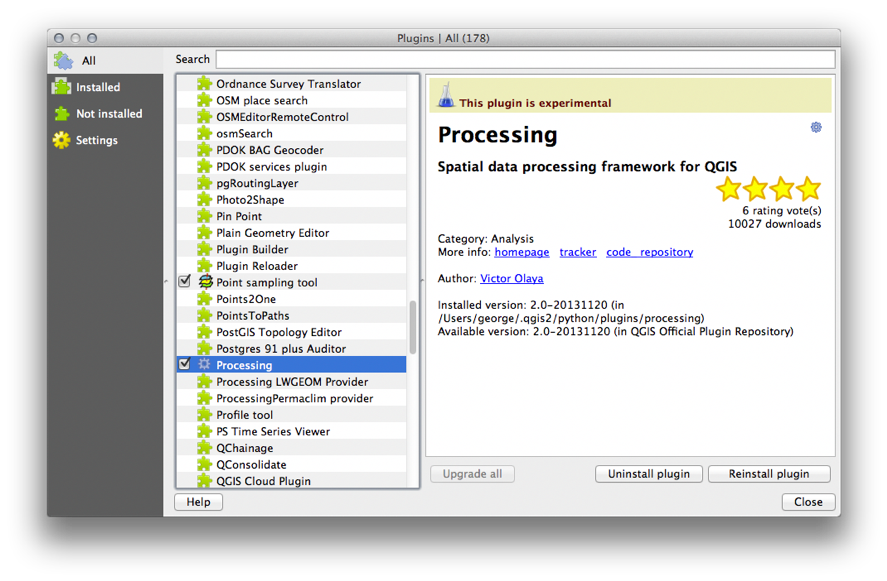 Plugins | All (178)
All
Installed
Not installed
Settings
Search
Ordnance Survey Translator
OSM place search
OSMEditorRemoteControl
osmSearch
PDOK BAG Geocoder
PDOK services plugin
pgRoutingLayer
Photo2Shape
Pin Point
Plain Geometry Editor
Plugin Builder
Plugin Reloader
Point sampling tool
Points2One
PointsToPaths
PostGIS Topology Editor
Postgres 91 plus Auditor
Processing
Processing LWGEOM Provider
ProcessingPermaclim provider
Profile tool
PS Time Series Viewer
QChainage
QConsolidate
QGIS Cloud Plugin
This plugin is experimental
Processing
Spatial data processing framework for QGIS
6 rating vote(s)
10027 downloads
Category: Analysis
More info: homepage tracker code repository
Author: Victor Olaya
Installed version: 2.0-20131120 (in
/Users/george/.qgis2/python/plugins/processing)
Available version: 2.0-20131120 (in QGIS Official Plugin Repository)
Upgrade all
Uninstall plugin
Reinstall plugin
Help
Close